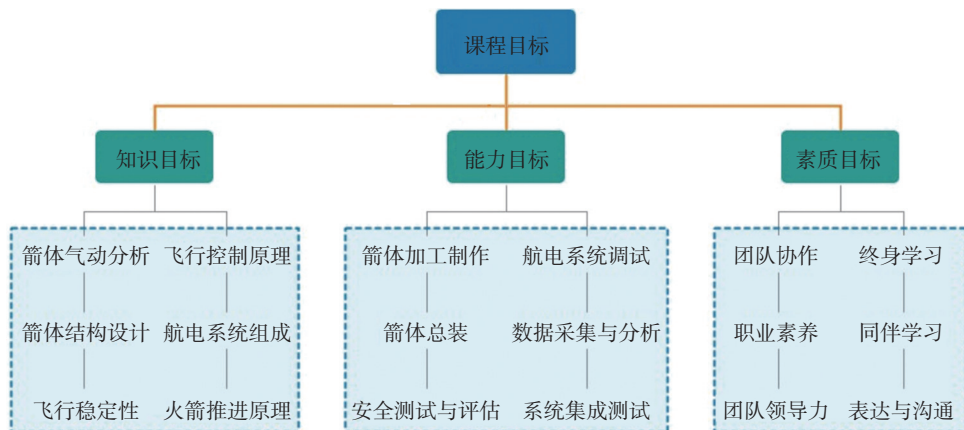 课程目标
知识目标
能力目标
素质目标
箭体气动分析
飞行控制原理
箭体结构设计
航电系统组成
飞行稳定性
火箭推进原理
箭体加工制作
航电系统调试
箭体总装
数据采集与分析
安全测试与评估
系统集成测试
团队协作
终身学习
职业素养
同伴学习
团队领导力
表达与沟通